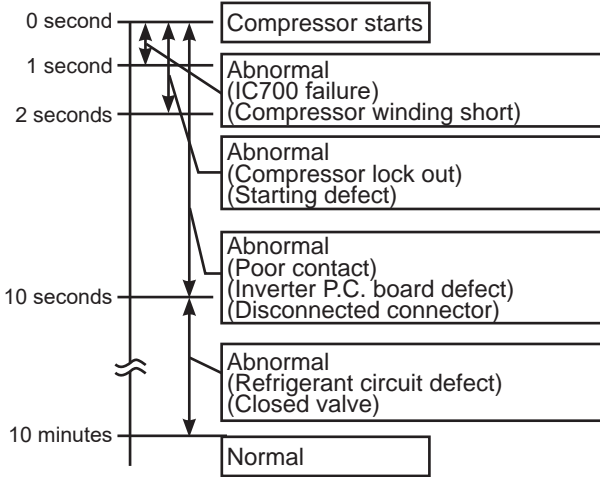 0 second
Compressor starts
1 second
Abnormal
(IC700 failure)
(Compressor winding short)
2 seconds
Abnormal
(Compressor lock out)
(Starting defect)
Abnormal
(Poor contact)
(Inverter P.C. board defect)
(Disconnected connector)
10 seconds
Abnormal
(Refrigerant circuit defect)
(Closed valve)
10 minutes
Normal